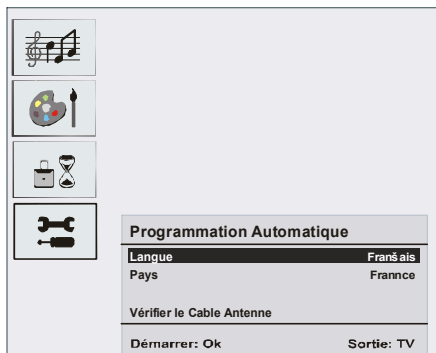 Programmation Automatique
Langue Franšais
Pays Frannce
Vérifier le Cable Antenne
Démarrer: Ok Sortie: TV